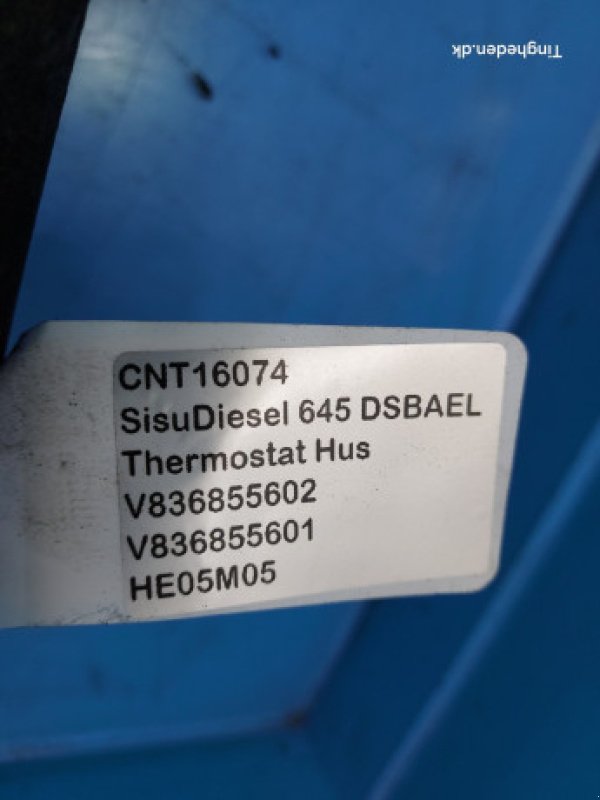 Tingheden.dk
CNT16074
SisuDiesel 645 DSBAEL
Thermostat Hus
V836855602
V836855601
HE05M05